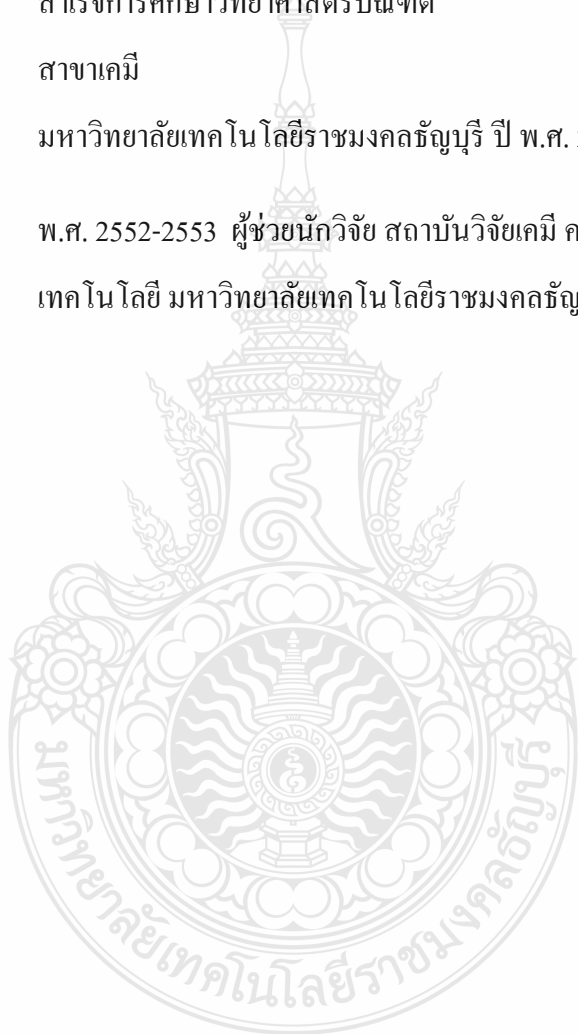 สำเร็จการศึกษาวิทยาศาสตรบัณฑิต
สาขาเคมี
มหาวิทยาลัยเทคโนโลยีราชมงคลธัญบุรี ปี พ.ศ.
พ.ศ. 2552-2553 ผู้ช่วยนักวิจัย สถาบันวิจัยเคมี
เทคโนโลยี มหาวิทยาลัยเทคโนโลยีราชมงคลธัญ
มหาวิทยาลัยเทคโนโลยีราชมงคลธัญบุรี